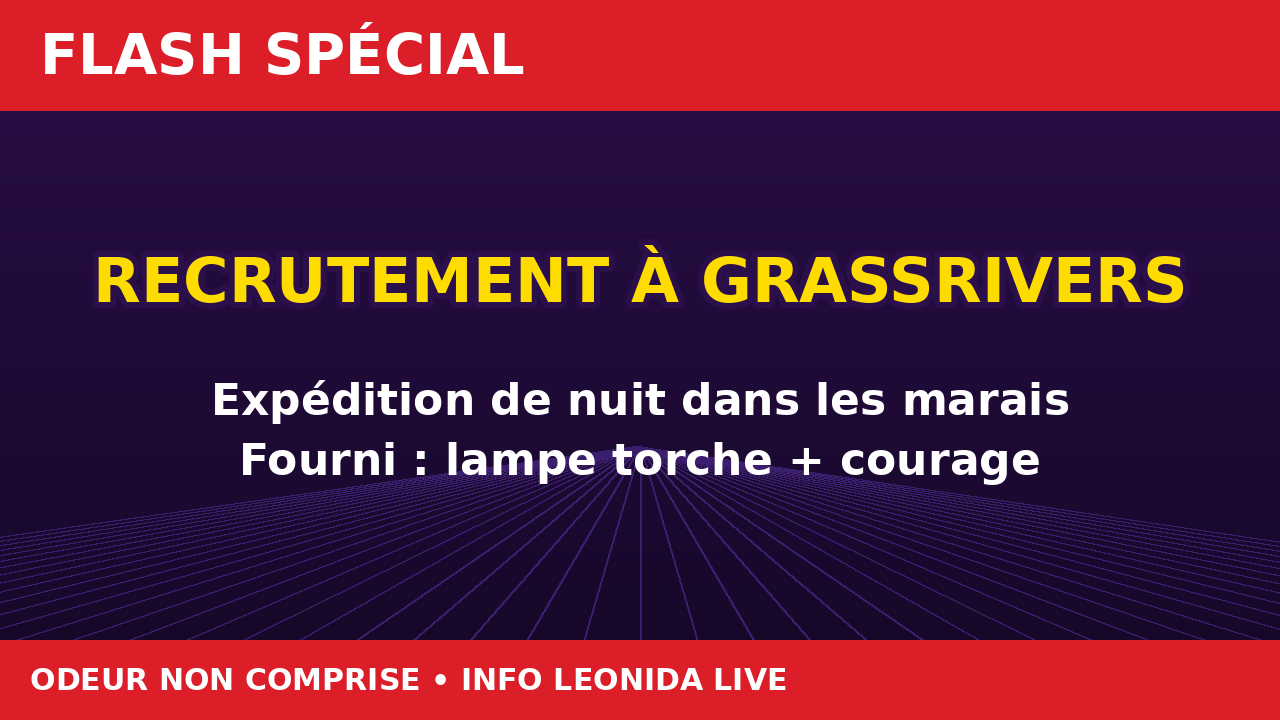 FLASH SPÉCIAL
RECRUTEMENT À GRASSRIVERS
Expédition de nuit dans les marais
Fourni : lampe torche + courage
ODEUR NON COMPRISE • INFO LEONIDA LIVE